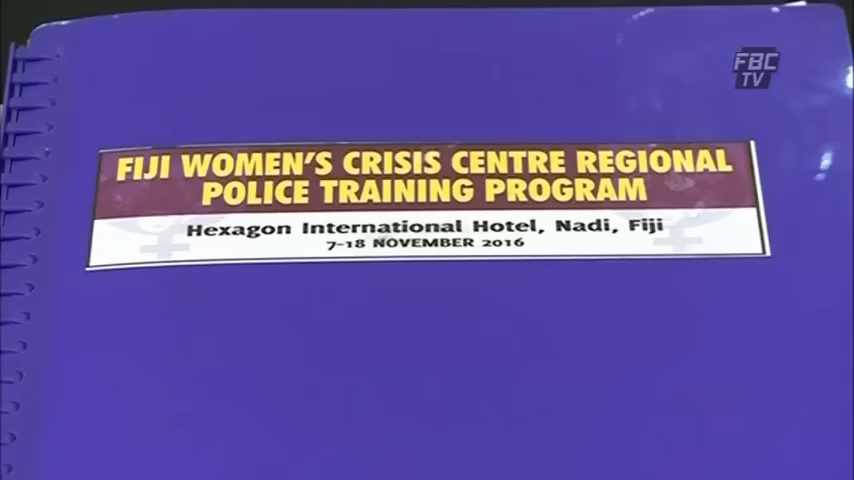 FBC
TV
FIJI WOMEN'S CRISIS CENTRE REGIONAL
POLICE TRAINING PROGRAM
Hexagon International Hotel, Nadi, Fiji
7-18 NOVEMBER 2016